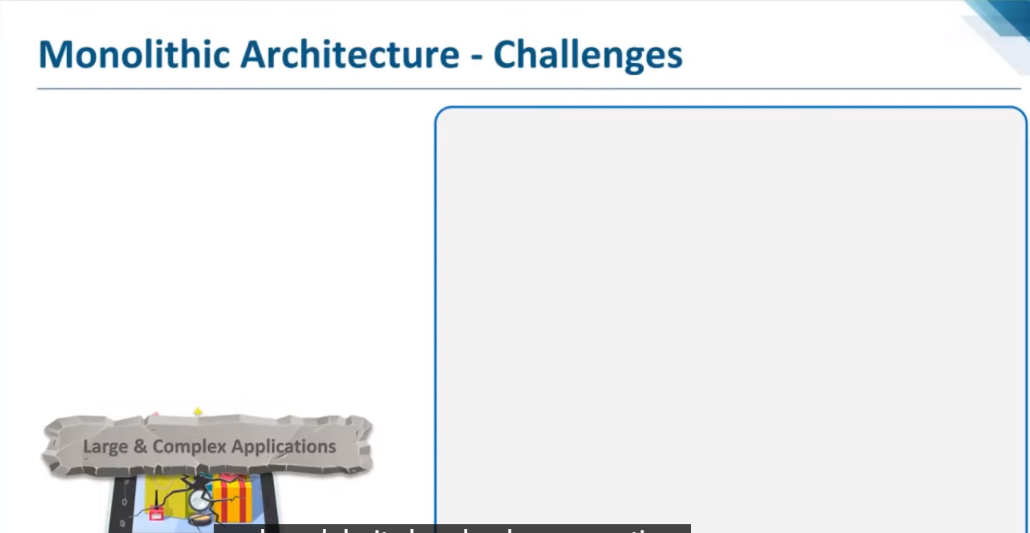 Monolithic Architecture - Challenges
Large & Complex Applications